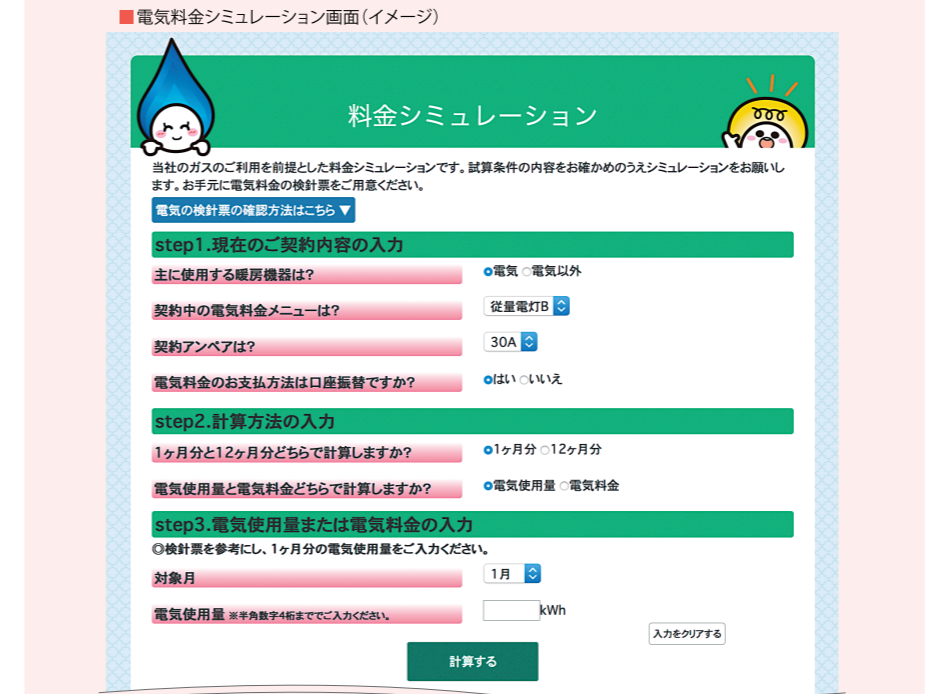 ■電気料金シミュレーション画面(イメージ)
料金シミュレーション
当社のガスのご利用を前提とした料金シミュレーションです。試算条件の内容をお確かめのうえシミュレーションをお願いし
ます。お手元に電気料金の検針票をご用意ください。
電気の検針票の確認方法はこちら▼
step1.現在のご契約内容の入力
主に使用する暖房機器は? 電気 電気以外
契約中の電気料金メニューは? 従量電灯B
契約アンペアは? 30A
電気料金のお支払方法は口座振替ですか? はい いいえ
step2.計算方法の入力
1ヶ月分と12ヶ月分どちらで計算しますか? 1ヶ月分 12ヶ月分
電気使用量と電気料金どちらで計算しますか? 電気使用量 電気料金
step3.電気使用量または電気料金の入力
◎検針票を参考にし、1ヶ月分の電気使用量をご入力ください。
対象月 1月
電気使用量 ※半角数字4桁まででご入力ください。 kWh
入力をクリアする
計算する